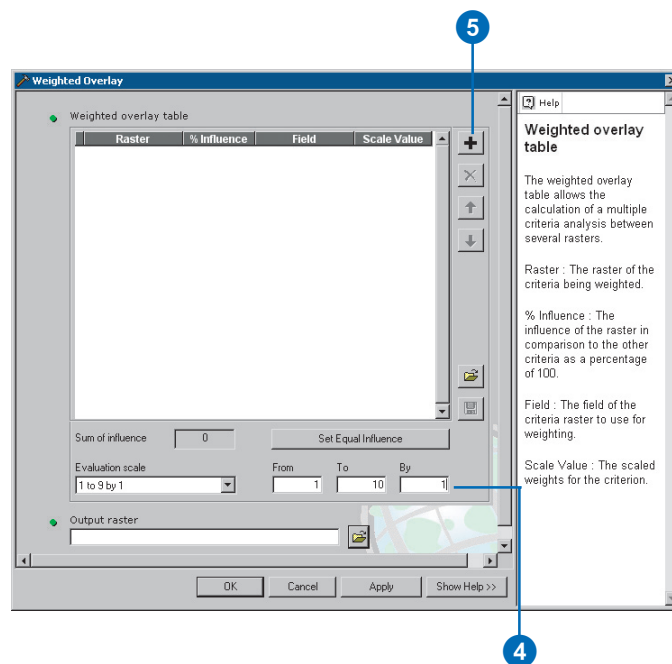 5
Weighted Overlay
Weighted overlay table
Raster % Influence Field Scale Value
Sum of influence 0 Set Equal Influence
Evaluation scale From To By
1 to 9 by 1 1 10 1
Output raster
OK Cancel Apply Show Help >>
Help
Weighted overlay
table
The weighted overlay
table allows the
calculation of a multiple
criteria analysis between
several rasters.
Raster : The raster of the
criteria being weighted.
% Influence : The
influence of the raster in
comparison to the other
criteria as a percentage
of 100.
Field : The field of the
criteria raster to use for
weighting.
Scale Value : The scaled
weights for the criterion.
4